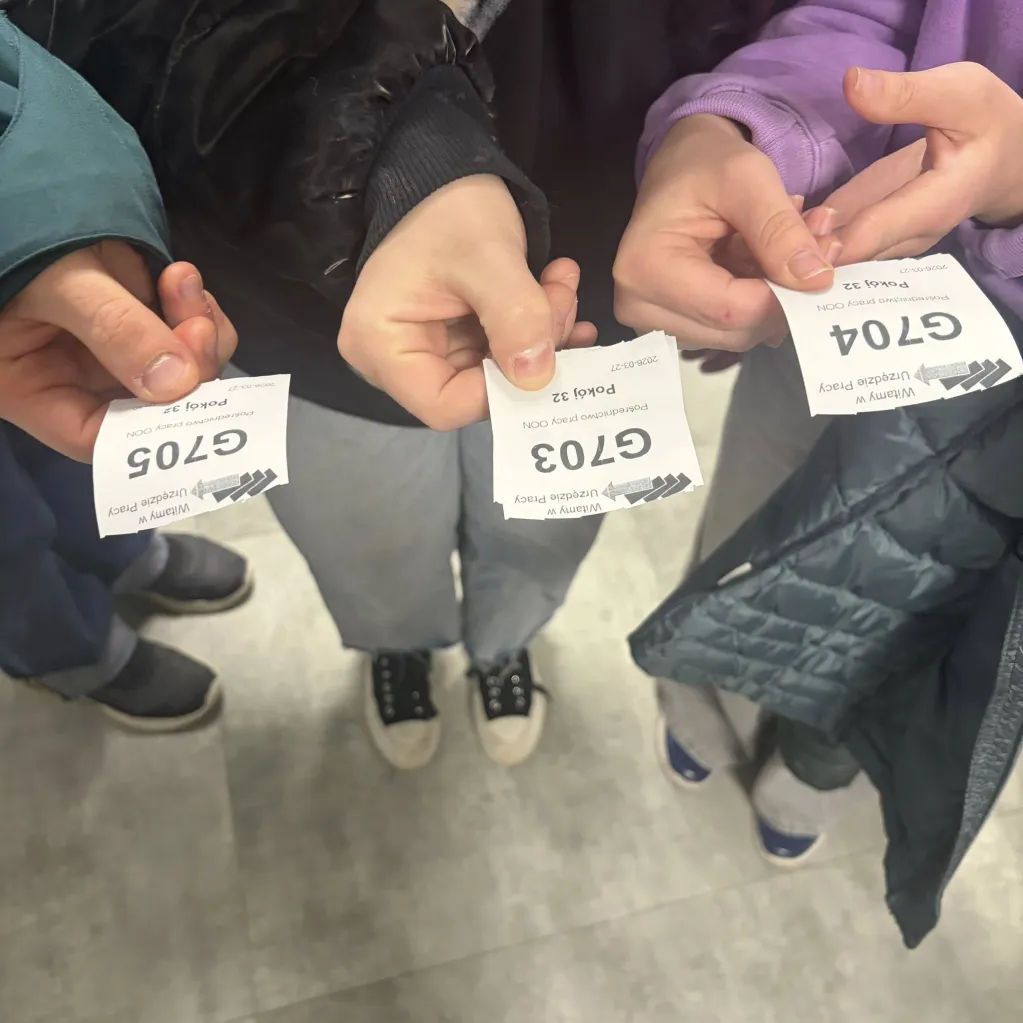 Witamy w
Urzędzie Pracy
G705
Pośrednictwo pracy OON
Pokój 32
2026-03-27
Witamy w
Urzędzie Pracy
G703
Pośrednictwo pracy OON
Pokój 32
2026-03-27
Witamy w
Urzędzie Pracy
G704
Pośrednictwo pracy OON
Pokój 32
2026-03-27